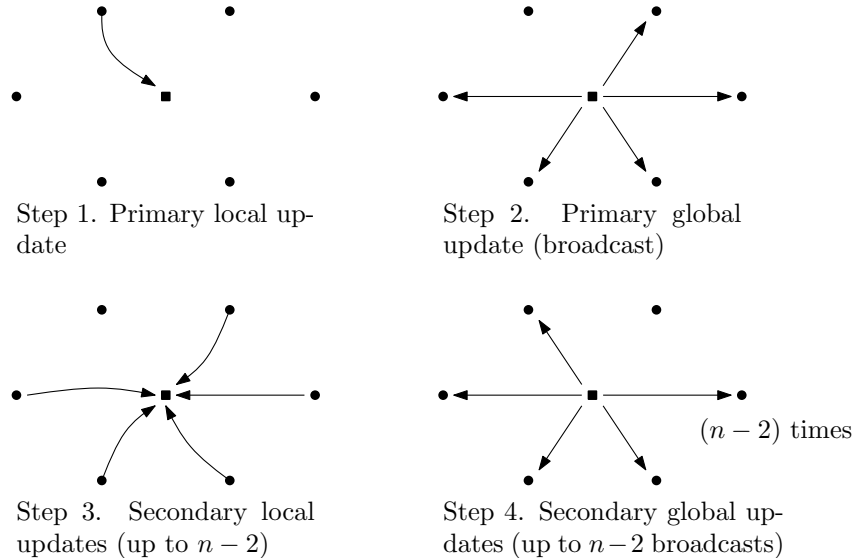 Step 1. Primary local up-
date
Step 2. Primary global
update (broadcast)
(n − 2) times
Step 3. Secondary local
updates (up to n − 2)
Step 4. Secondary global up-
dates (up to n−2 broadcasts)